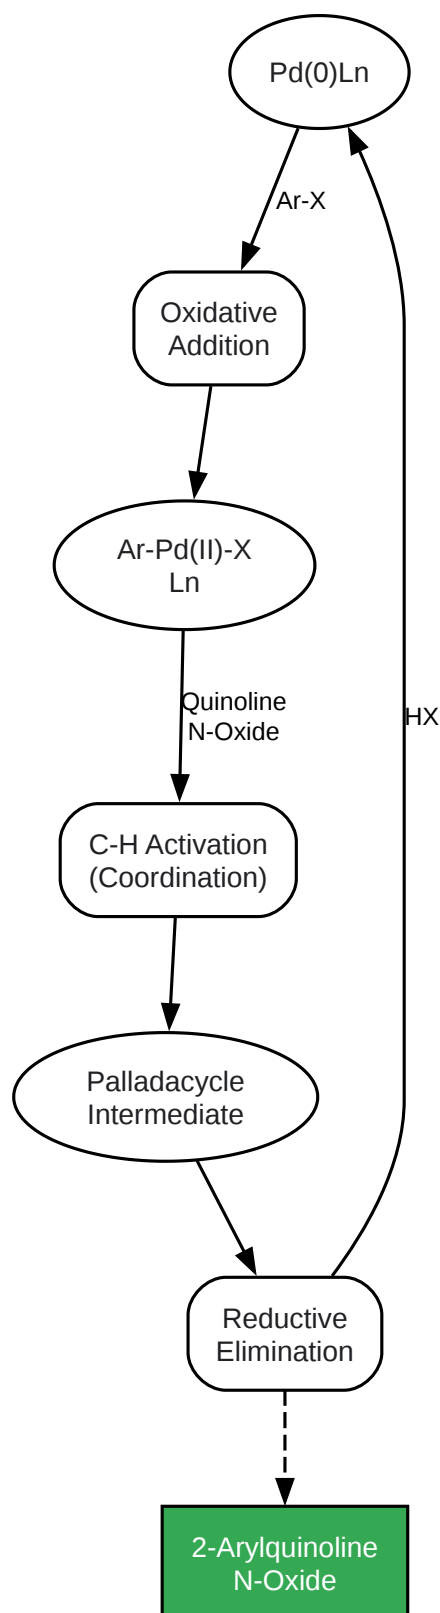 Pd(0)Ln
Ar-X
Oxidative
Addition
Ar-Pd(II)-X
Ln
Quinoline
N-Oxide
HX
C-H Activation
(Coordination)
Palladacycle
Intermediate
Reductive
Elimination
2-Arylquinoline
N-Oxide